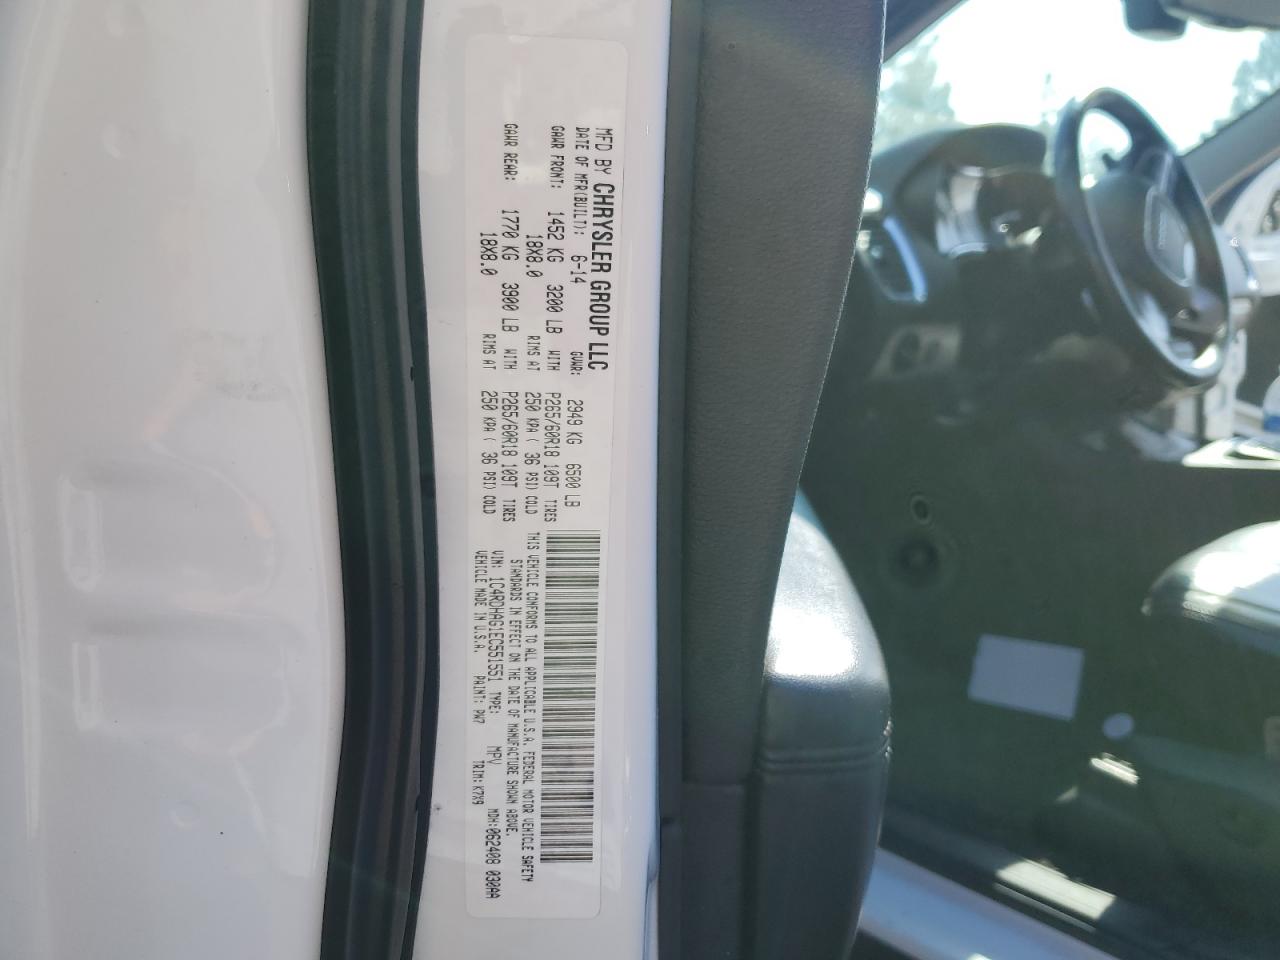 MFD BY CHRYSLER GROUP LLC
DATE OF MFR(BUILT): 6-14 GVWR: 2949 KG 6500 LB
GAWR FRONT: 1452 KG 3200 LB WITH P265/60R18 109T TIRES
18X8.0 RIMS AT 250 KPA ( 36 PSI) COLD
GAWR REAR: 1770 KG 3900 LB WITH P265/60R18 109T TIRES
18X8.0 RIMS AT 250 KPA ( 36 PSI) COLD
THIS VEHICLE CONFORMS TO ALL APPLICABLE U.S.A. FEDERAL MOTOR VEHICLE SAFETY
STANDARDS IN EFFECT ON THE DATE OF MANUFACTURE SHOWN ABOVE.
VIN: 1C4RDHAG1EC551551 TYPE: MPV MDH:062408 030AA
VEHICLE MADE IN U.S.A. PAINT: PW7 TRIM:K7X9